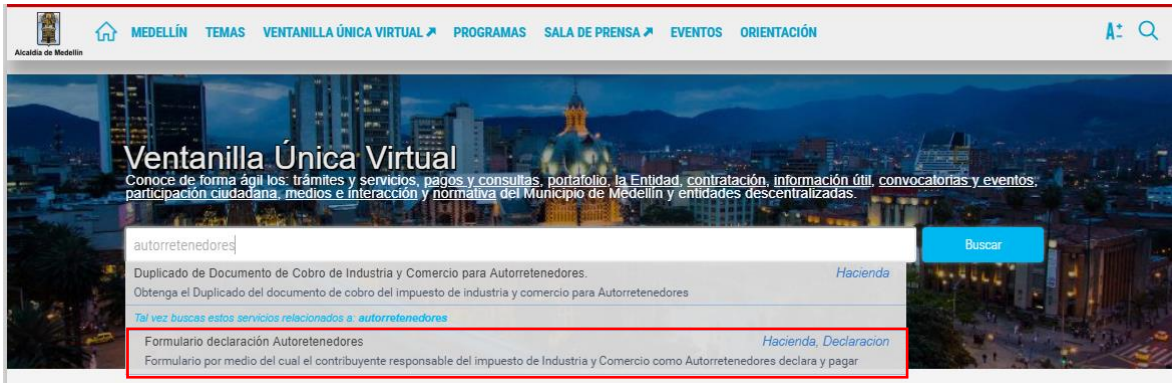 Alcaldía de Medellín
MEDELLÍN TEMAS VENTANILLA ÚNICA VIRTUAL PROGRAMAS SALA DE PRENSA EVENTOS ORIENTACIÓN A+-
Ventanilla Única Virtual
Conoce de forma ágil los: trámites y servicios, pagos y consultas, portafolio, la Entidad, contratación, información útil, convocatorias y eventos,
participación ciudadana, medios e interacción y normativa del Municipio de Medellín y entidades descentralizadas.
autorretenedores Buscar
Duplicado de Documento de Cobro de Industria y Comercio para Autorretenedores. Hacienda
Obtenga el Duplicado del documento de cobro del impuesto de industria y comercio para Autorretenedores
Tal vez buscas estos servicios relacionados a: autorretenedores
Formulario declaración Autoretenedores Hacienda, Declaracion
Formulario por medio del cual el contribuyente responsable del impuesto de Industria y Comercio como Autorretenedores declara y pagar